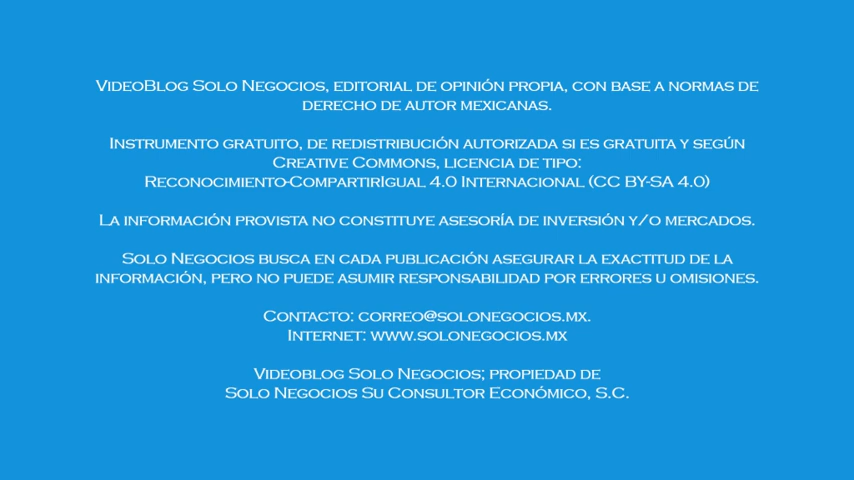 VideoBlog Solo Negocios, editorial de opinión propia, con base a normas de
derecho de autor mexicanas.
Instrumento gratuito, de redistribución autorizada si es gratuita y según
Creative Commons, licencia de tipo:
Reconocimiento-CompartirIgual 4.0 Internacional (CC BY-SA 4.0)
La información provista no constituye asesoría de inversión y/o mercados.
Solo Negocios busca en cada publicación asegurar la exactitud de la
información, pero no puede asumir responsabilidad por errores u omisiones.
Contacto: correo@solonegocios.mx.
Internet: www.solonegocios.mx
Videoblog Solo Negocios; propiedad de
Solo Negocios Su Consultor Económico, S.C.